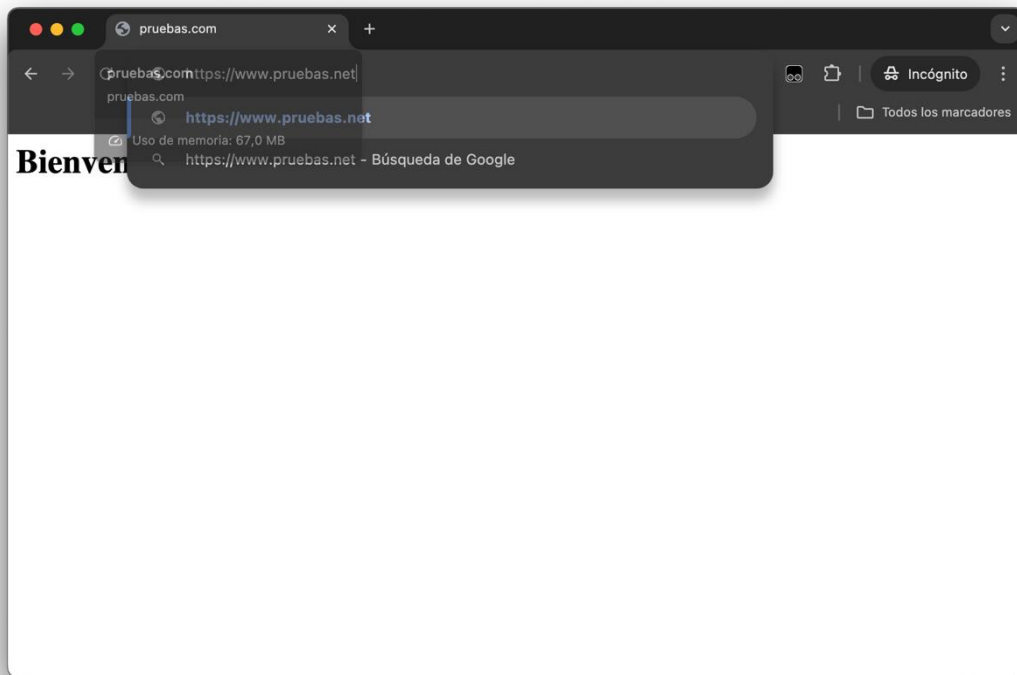 pruebas.com
https://www.pruebas.net
Incógnito
pruebas.com
pruebas.com
https://www.pruebas.net
Todos los marcadores
Uso de memoria: 67,0 MB
https://www.pruebas.net - Búsqueda de Google
Bienven